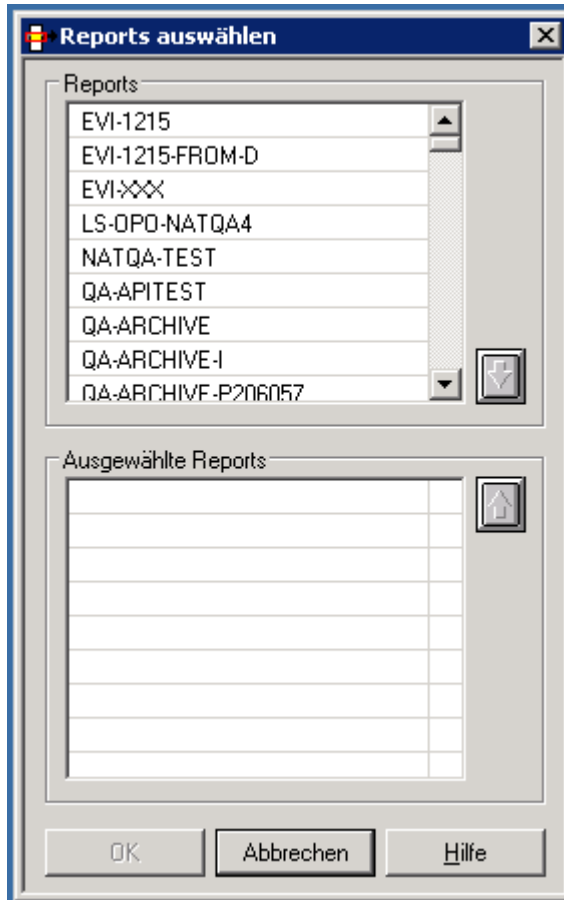 Reports auswählen
Reports
EVI-1215
EVI-1215-FROM-D
EVI-XXX
LS-OPO-NATQA4
NATQA-TEST
QA-APITEST
QA-ARCHIVE
QA-ARCHIVE-I
QA-ARCHIVE-P206057
Ausgewählte Reports
OK
Abbrechen
Hilfe